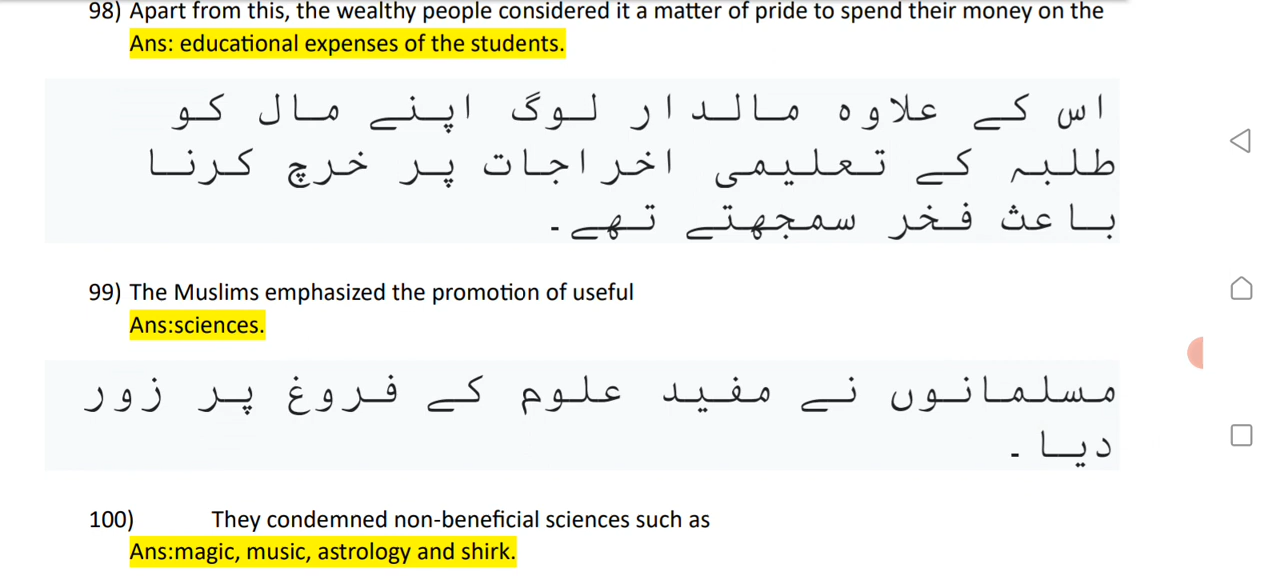 98) Apart from this, the wealthy people considered it a matter of pride to spend their money on the
Ans: educational expenses of the students.
اس کے علاوہ مالدار لوگ اپنے مال کو
طلبہ کے تعلیمی اخراجات پر خرچ کرنا
باعث فخر سمجھتے تھے۔
99) The Muslims emphasized the promotion of useful
Ans:sciences.
مسلمانوں نے مفید علوم کے فروغ پر زور
دیا ۔
100) They condemned non-beneficial sciences such as
Ans:magic, music, astrology and shirk.